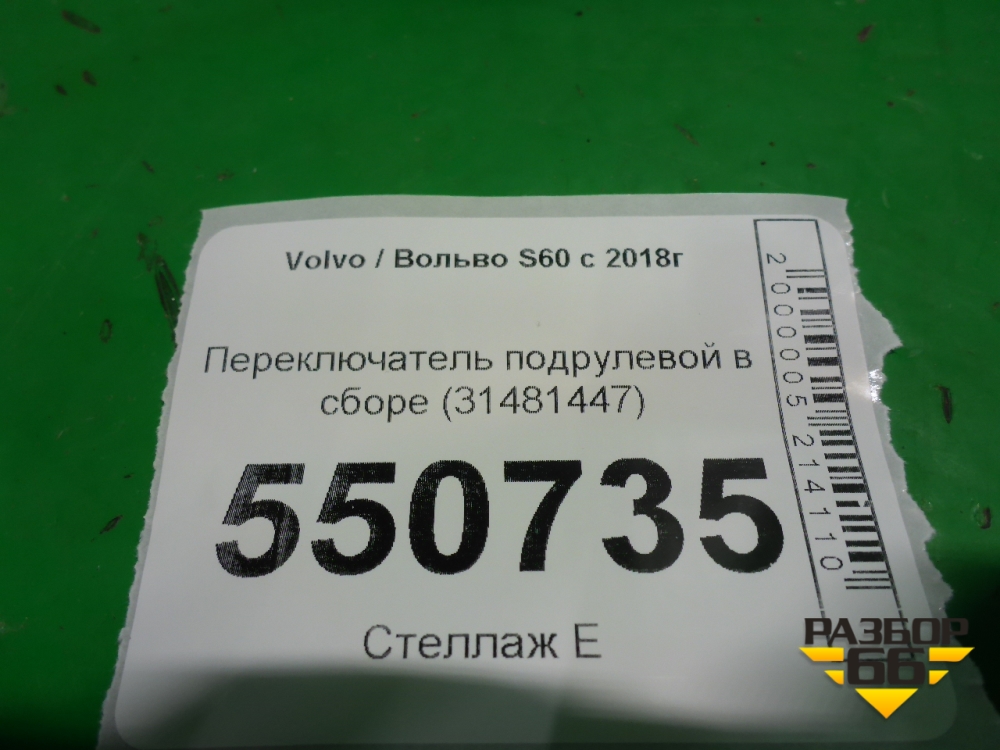 Volvo / Вольво S60 с 2018г
Переключатель подрулевой в
сборе (31481447)
550735
Стеллаж Е
2000005214110
РАЗБОР
66